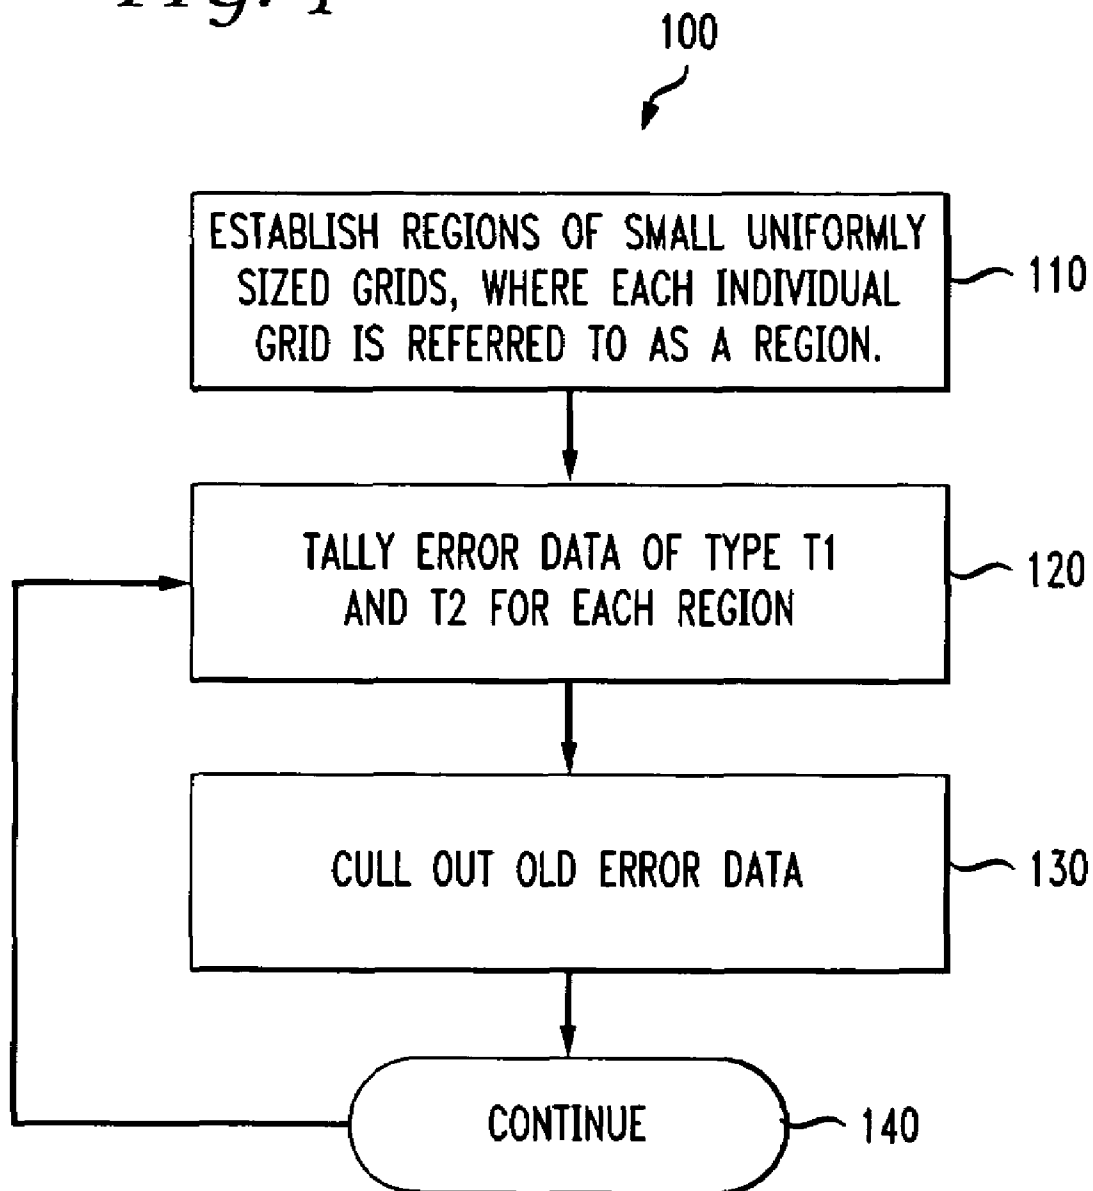 Fig. 1
100
ESTABLISH REGIONS OF SMALL UNIFORMLY
SIZED GRIDS, WHERE EACH INDIVIDUAL
GRID IS REFERRED TO AS A REGION.
110
TALLY ERROR DATA OF TYPE T1
AND T2 FOR EACH REGION
120
CULL OUT OLD ERROR DATA
130
CONTINUE
140